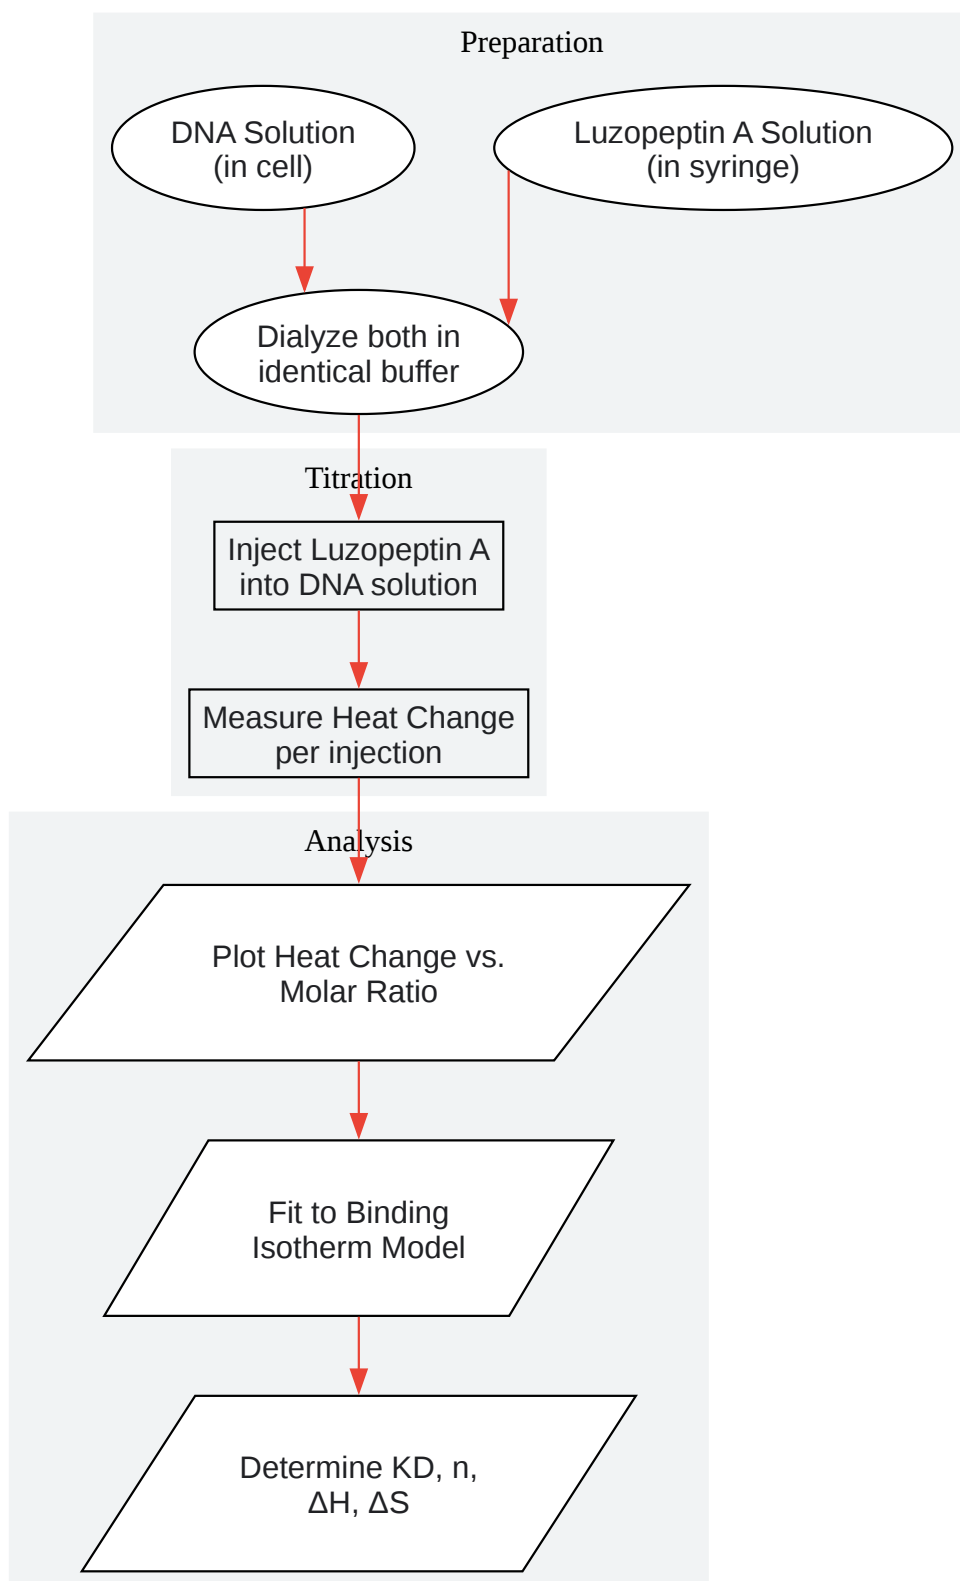 Preparation
DNA Solution
(in cell)
Luzopeptin A Solution
(in syringe)
Dialyze both in
identical buffer
Titration
Inject Luzopeptin A
into DNA solution
Measure Heat Change
per injection
Analysis
Plot Heat Change vs.
Molar Ratio
Fit to Binding
Isotherm Model
Determine KD, n,
ΔH, ΔS